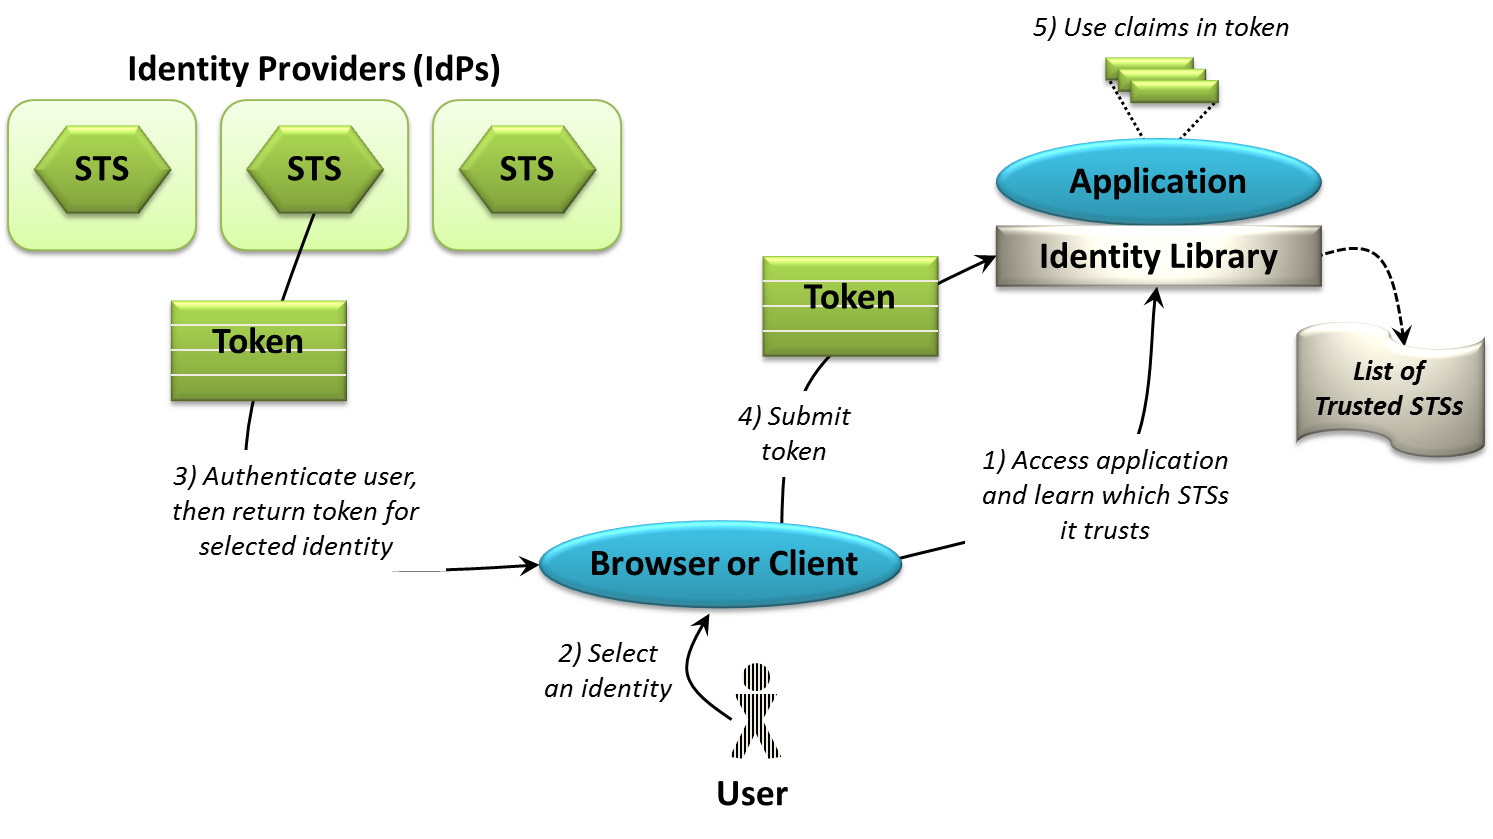 5) Use claims in token
Identity Providers (IdPs)
STS
STS
STS
Application
Identity Library
Token
Token
List of
Trusted STSs
4) Submit
token
1) Access application
and learn which STSs
it trusts
3) Authenticate user,
then return token for
selected identity
Browser or Client
2) Select
an identity
User